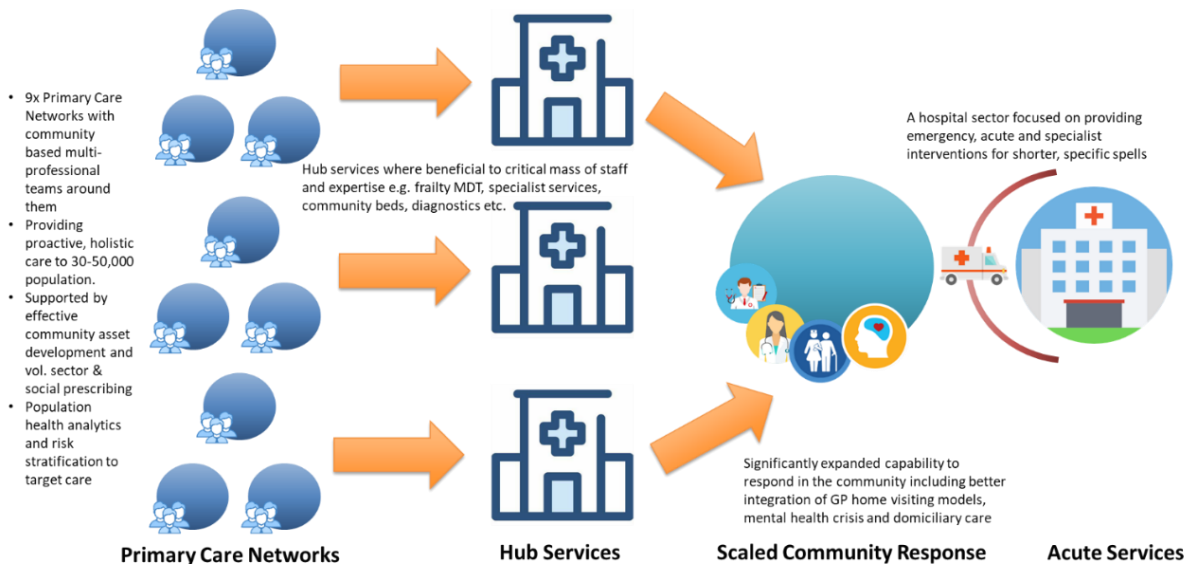 • 9x Primary Care
Networks with
community
based multi-
professional
teams around
them
• Providing
proactive, holistic
care to 30-50,000
population.
• Supported by
effective
community asset
development and
vol. sector &
social prescribing
• Population
health analytics
and risk
stratification to
target care
Hub services where beneficial to critical mass of staff
and expertise e.g. frailty MDT, specialist services,
community beds, diagnostics etc.
A hospital sector focused on providing
emergency, acute and specialist
interventions for shorter, specific spells
Significantly expanded capability to
respond in the community including better
integration of GP home visiting models,
mental health crisis and domiciliary care
Primary Care Networks
Hub Services
Scaled Community Response
Acute Services